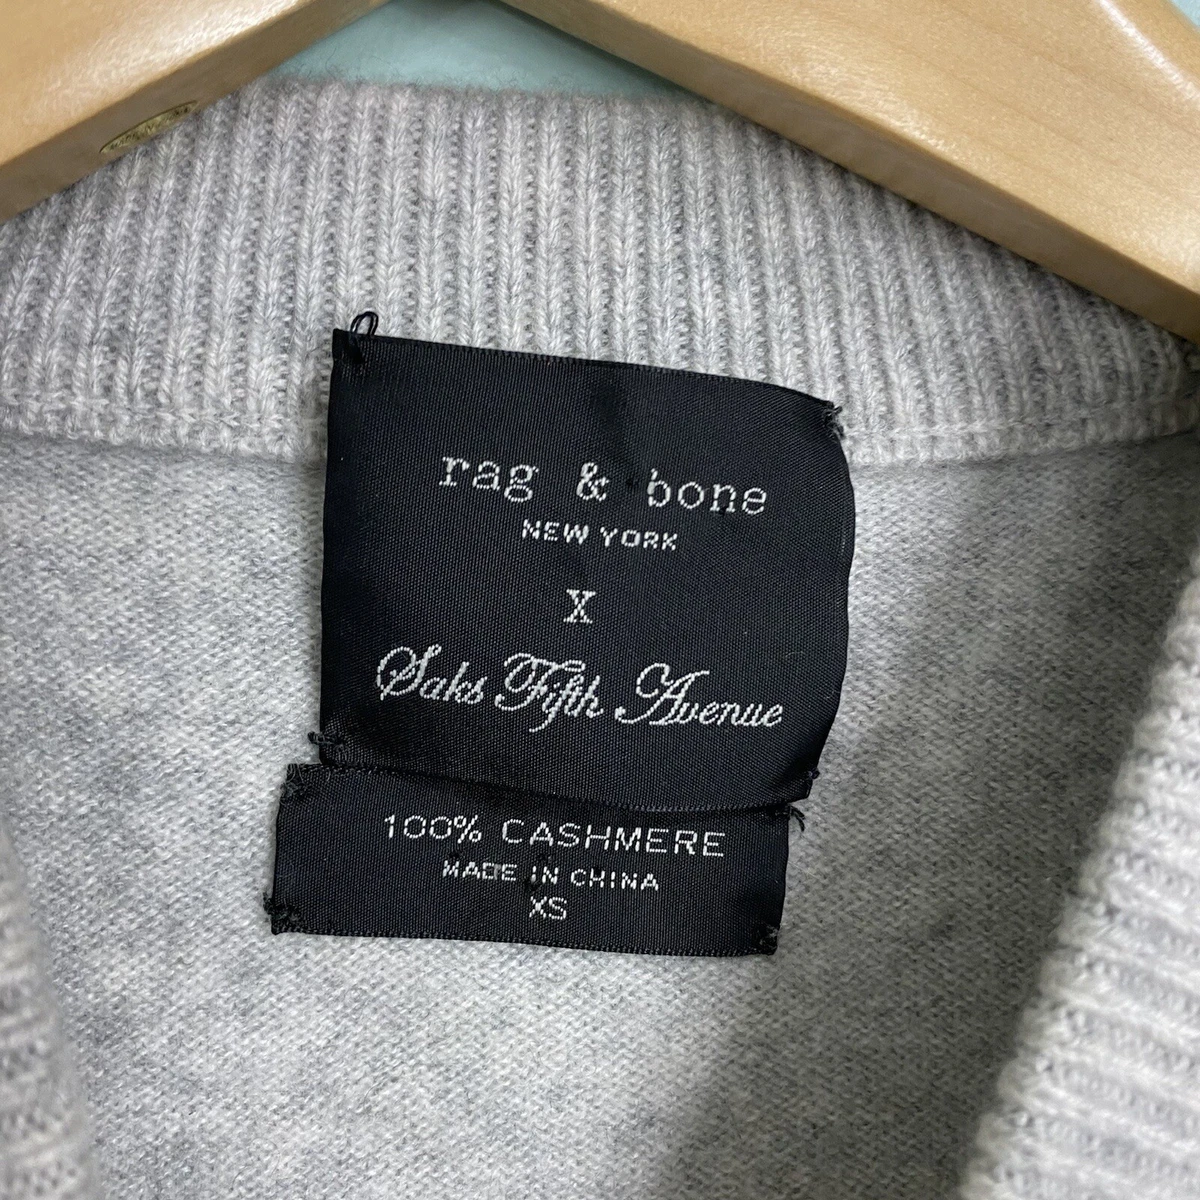 rag & bone
NEW YORK
X
Saks Fifth Avenue
100% CASHMERE
MADE IN CHINA
XS